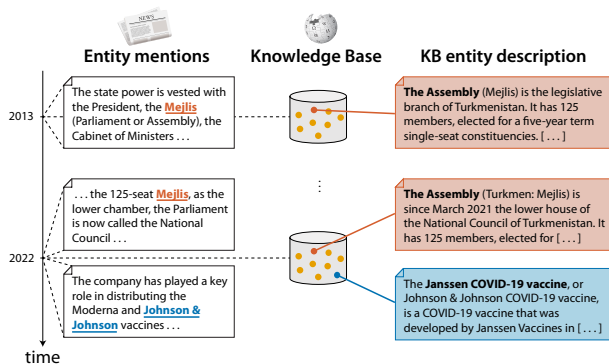 NEWS
Entity mentions
Knowledge Base
KB entity description
2013
The state power is vested with
the President, the Mejlis
(Parliament or Assembly), the
Cabinet of Ministers . . .
The Assembly (Mejlis) is the legislative
branch of Turkmenistan. It has 125
members, elected for a five-year term
single-seat constituencies. [ . . . ]
. . . the 125-seat Mejlis, as the
lower chamber, the Parliament
is now called the National
Council . . .
The Assembly (Turkmen: Mejlis) is
since March 2021 the lower house of
the National Council of Turkmenistan. It
has 125 members, elected for [ . . . ]
2022
The company has played a key
role in distributing the
Moderna and Johnson &
Johnson vaccines . . .
The Janssen COVID-19 vaccine, or
Johnson & Johnson COVID-19 vaccine,
is a COVID-19 vaccine that was
developed by Janssen Vaccines in [ . . . ]
time